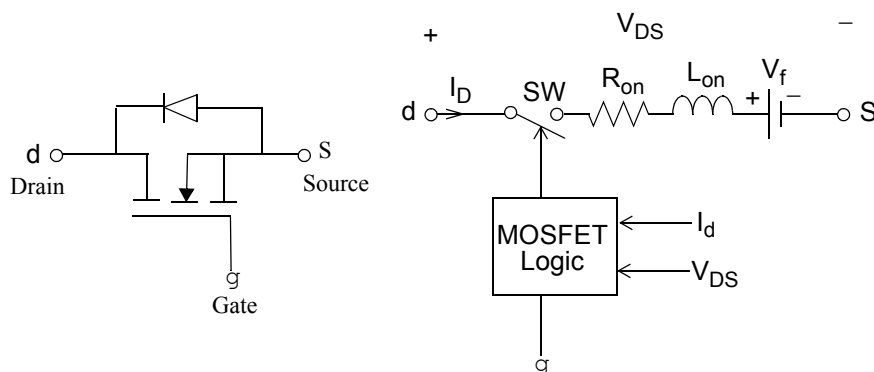 d
Drain
S
Source
g
Gate
+ V_DS −
d
I_D
SW
R_on
L_on
+ V_f −
S
MOSFET
Logic
I_d
V_DS
g